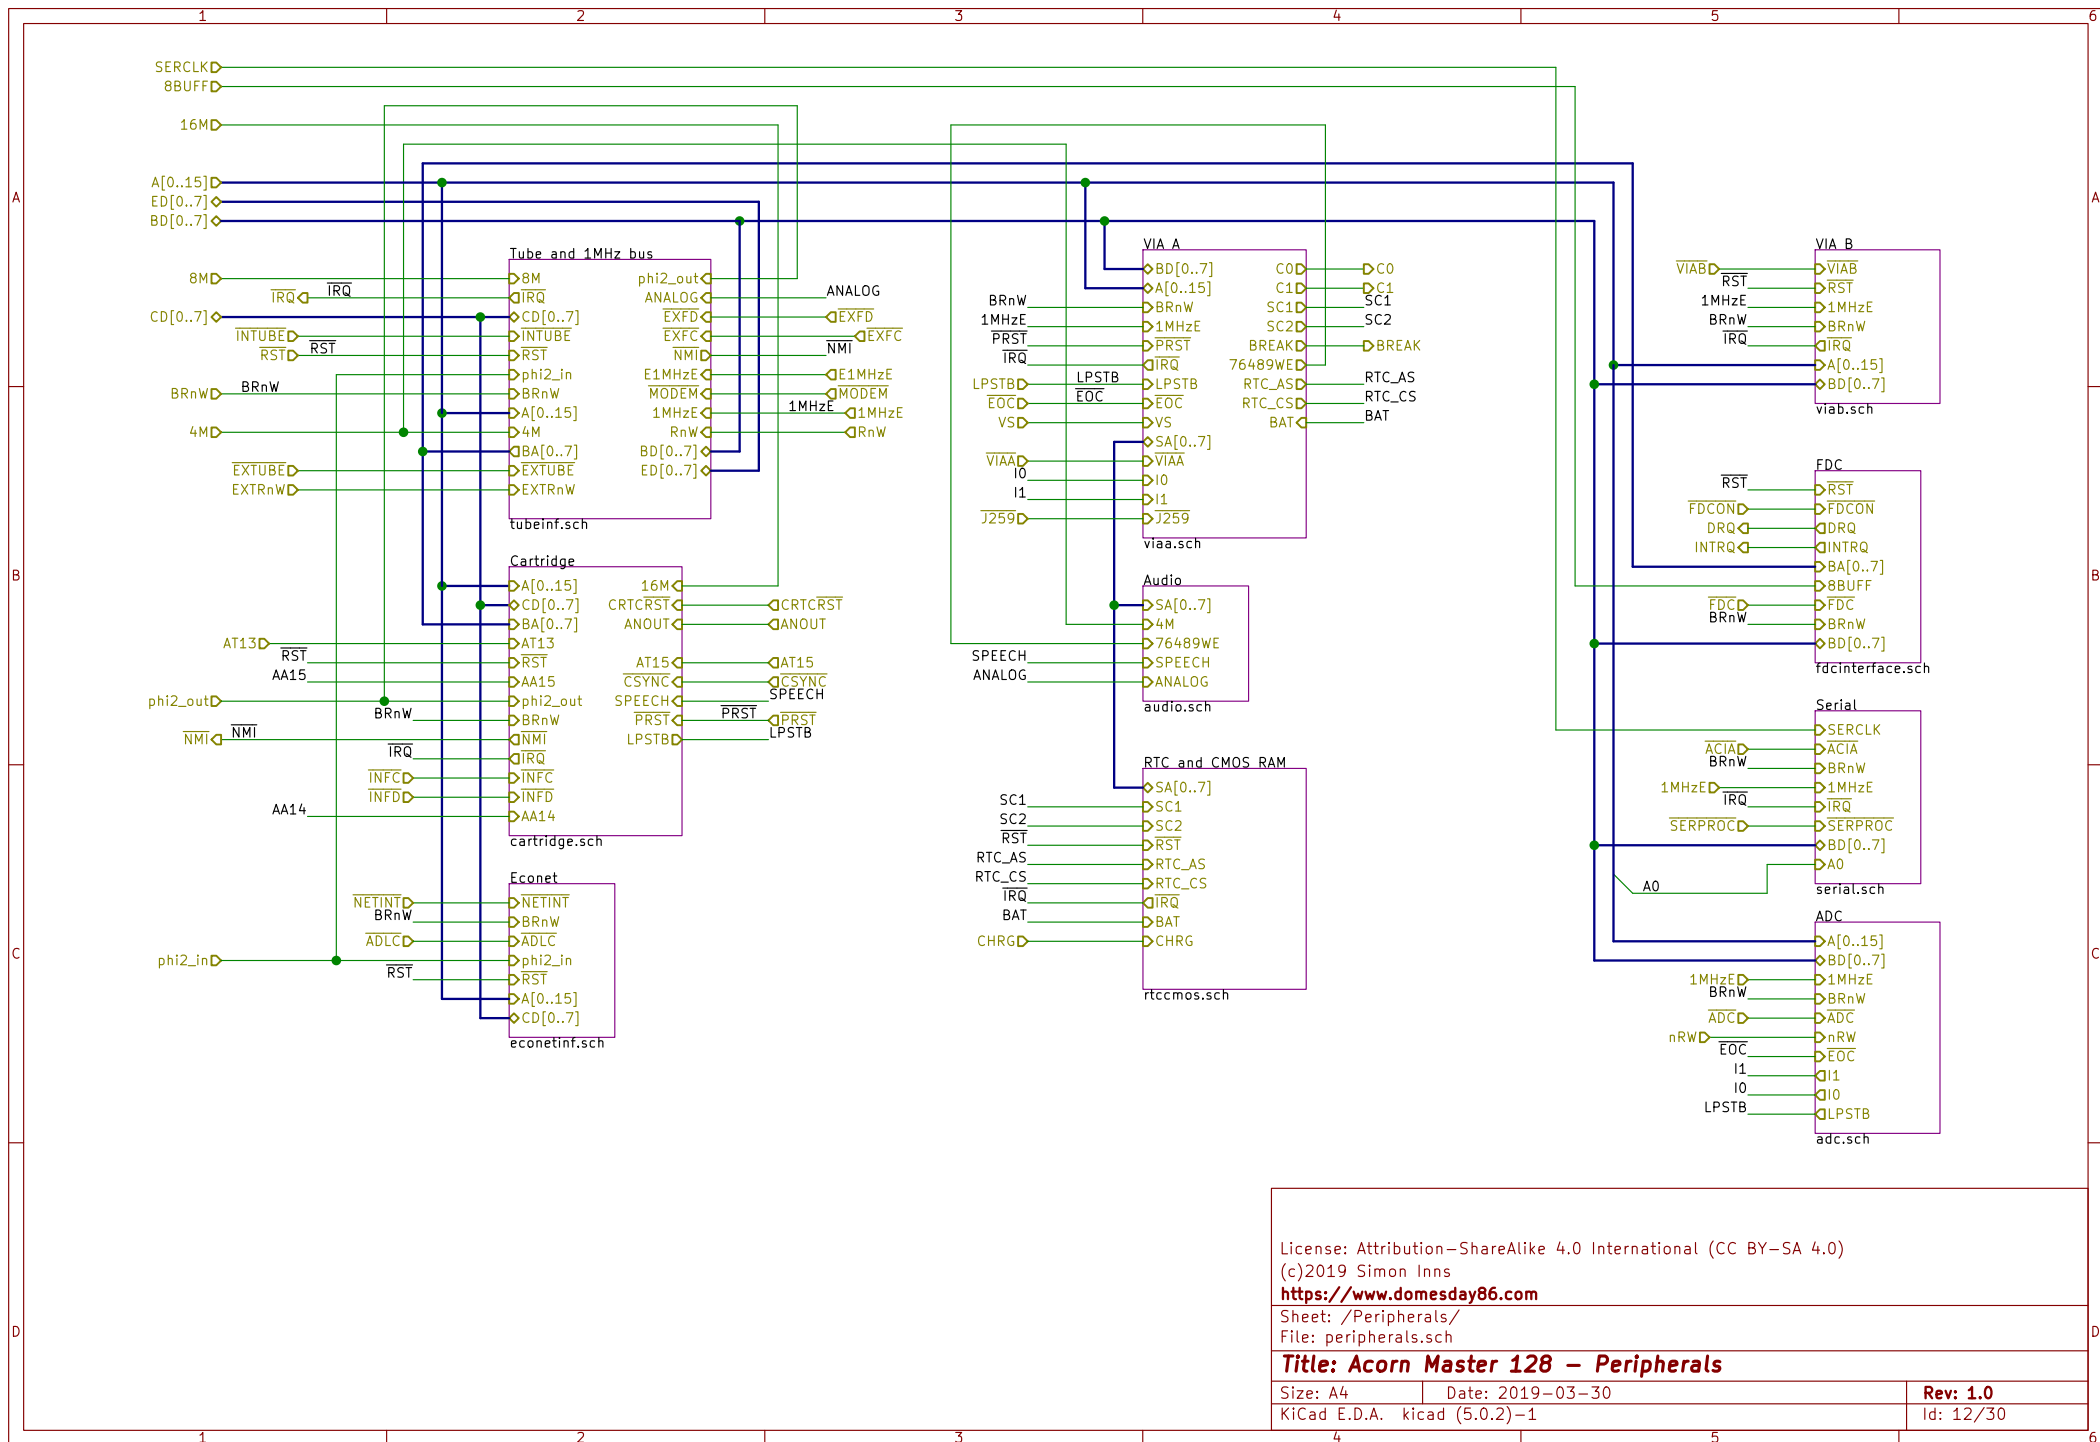 1 2 3 4 5 6
SERCLK
8BUFF
16M
A[0..15]
ED[0..7]
BD[0..7]
A A
Tube and 1MHz bus
8M 8M phi2_out
IRQ IRQ IRQ ANALOG ANALOG
CD[0..7] CD[0..7] EXFD EXFD
INTUBE INTUBE EXFC EXFC
RST RST RST NMI NMI
phi2_in E1MHzE E1MHzE
BRnW BRnW BRnW MODEM MODEM
A[0..15] 1MHzE 1MHzE 1MHzE
4M 4M RnW RnW
BA[0..7] BD[0..7]
EXTUBE EXTUBE ED[0..7]
EXTRnW EXTRnW
tubeinf.sch
Cartridge
A[0..15] 16M
CD[0..7] CRTCRST CRTCRST
BA[0..7] ANOUT ANOUT
AT13 AT13
RST RST AT15 AT15
AA15 AA15 CSYNC CSYNC
phi2_out phi2_out SPEECH SPEECH
BRnW BRnW PRST PRST PRST
NMI NMI NMI LPSTB LPSTB
IRQ IRQ
INFC INFC
INFD INFD
AA14 AA14
cartridge.sch
Econet
NETINT NETINT
BRnW BRnW
ADLC ADLC
phi2_in phi2_in
RST RST
A[0..15]
CD[0..7]
econetinf.sch
VIA A
BD[0..7] C0 C0
A[0..15] C1 C1
BRnW BRnW SC1 SC1
1MHzE 1MHzE SC2 SC2
PRST PRST BREAK BREAK
IRQ IRQ 76489WE
LPSTB LPSTB LPSTB RTC_AS RTC_AS
EOC EOC EOC RTC_CS RTC_CS
VS VS BAT BAT
SA[0..7]
VIAA VIAA
I0 I0
I1 I1
J259 J259
viaa.sch
Audio
SA[0..7]
4M
76489WE
SPEECH SPEECH
ANALOG ANALOG
audio.sch
RTC and CMOS RAM
SA[0..7]
SC1 SC1
SC2 SC2
RST RST
RTC_AS RTC_AS
RTC_CS RTC_CS
IRQ IRQ
BAT BAT
CHRG CHRG
rtccmos.sch
VIA B
VIAB VIAB
RST RST
1MHzE 1MHzE
BRnW BRnW
IRQ IRQ
A[0..15]
BD[0..7]
viab.sch
FDC
RST RST
FDCON FDCON
DRQ DRQ
INTRQ INTRQ
BA[0..7]
8BUFF
FDC FDC
BRnW BRnW
BD[0..7]
fdcinterface.sch
Serial
SERCLK
ACIA ACIA
BRnW BRnW
1MHzE 1MHzE
IRQ IRQ
SERPROC SERPROC
BD[0..7]
A0 A0
serial.sch
ADC
A[0..15]
BD[0..7]
1MHzE 1MHzE
BRnW BRnW
ADC ADC
nRW nRW
EOC EOC
I1 I1
I0 I0
LPSTB LPSTB
adc.sch
B B
C C
D D
License: Attribution-ShareAlike 4.0 International (CC BY-SA 4.0)
(c)2019 Simon Inns
https://www.domesday86.com
Sheet: /Peripherals/
File: peripherals.sch
Title: Acorn Master 128 - Peripherals
Size: A4 Date: 2019-03-30 Rev: 1.0
KiCad E.D.A. kicad (5.0.2)-1 Id: 12/30
1 2 3 4 5 6